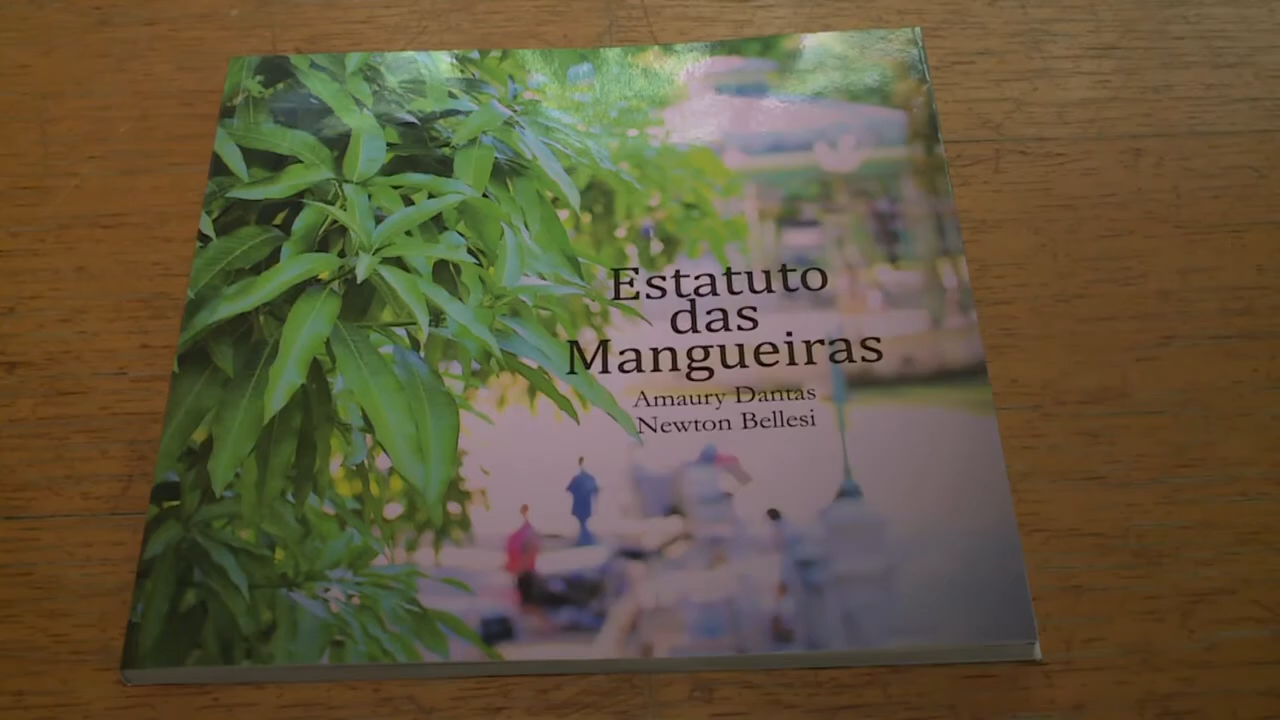 Estatuto
das
Mangueiras
Amaury Dantas
Newton Bellesi